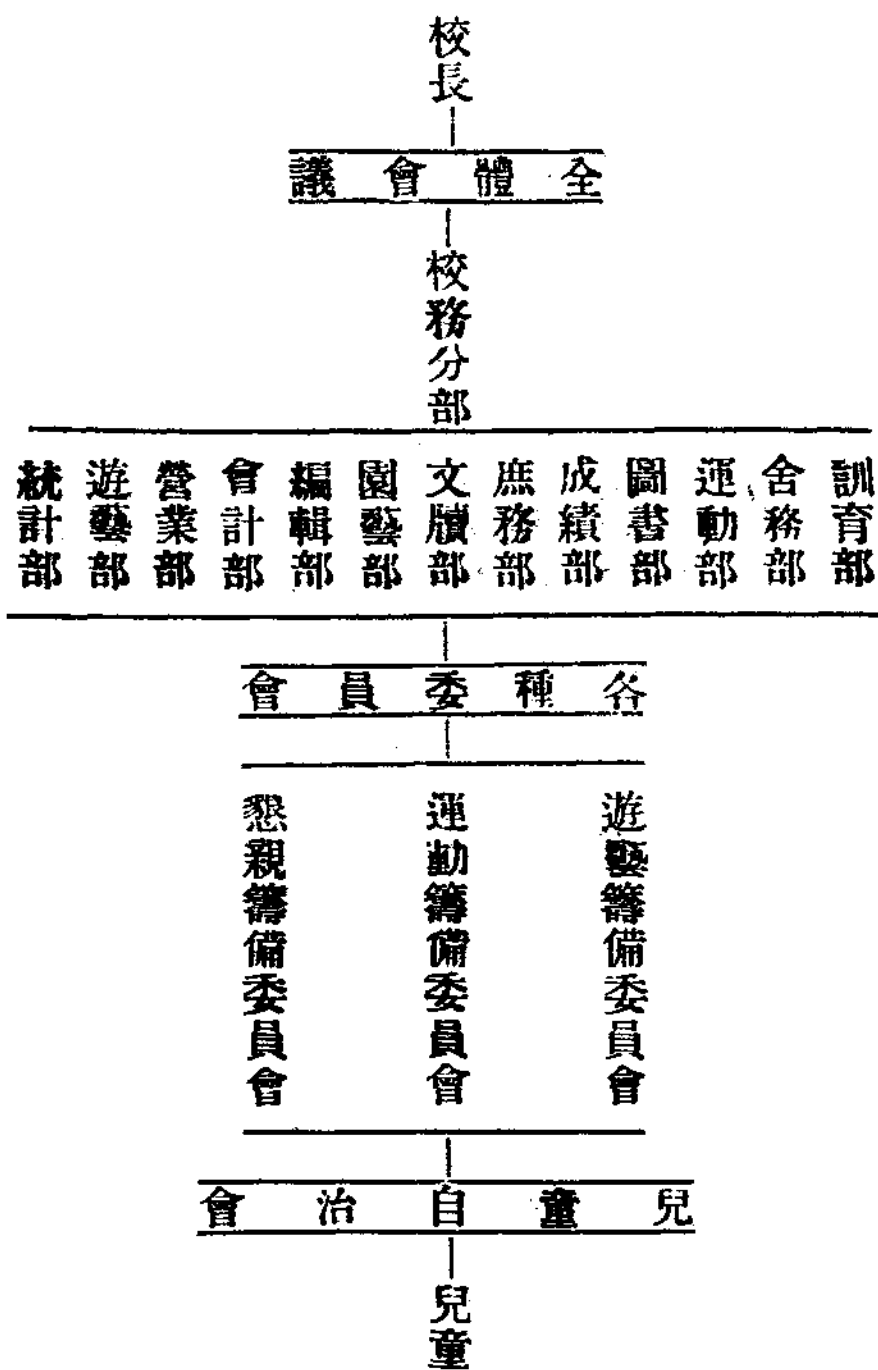 校長
全體會議
校務分部
訓育部
舍務部
運動部
圖書部
成績部
庶務部
文牘部
園藝部
編輯部
會計部
營業部
遊藝部
統計部
各種委員會
遊藝籌備委員會
運動籌備委員會
懇親籌備委員會
兒童自治會
兒童